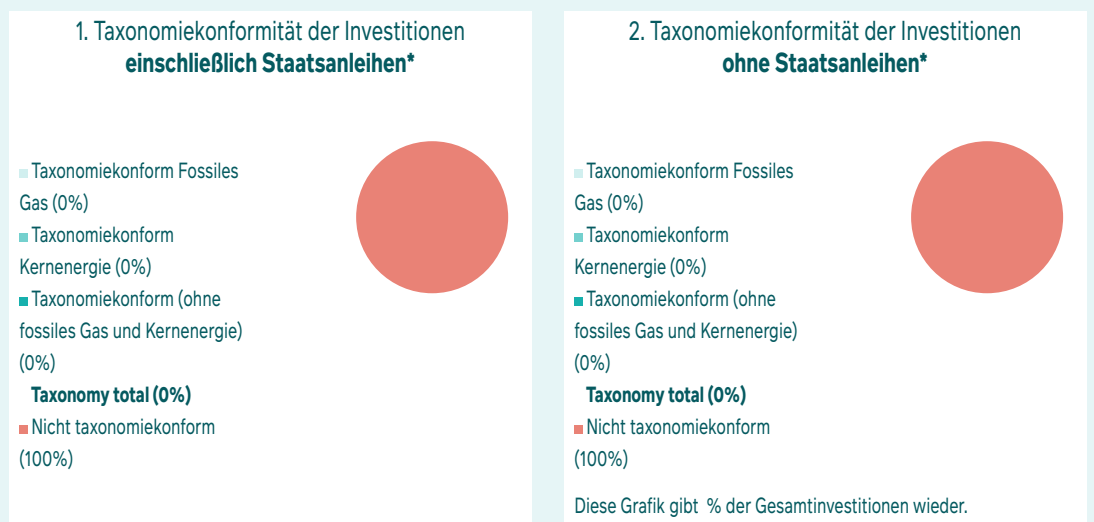 1. Taxonomiekonformität der Investitionen
einschließlich Staatsanleihen*
Taxonomiekonform Fossiles
Gas (0%)
Taxonomiekonform
Kernenergie (0%)
Taxonomiekonform (ohne
fossiles Gas und Kernenergie)
(0%)
Taxonomy total (0%)
Nicht taxonomiekonform
(100%)
2. Taxonomiekonformität der Investitionen
ohne Staatsanleihen*
Taxonomiekonform Fossiles
Gas (0%)
Taxonomiekonform
Kernenergie (0%)
Taxonomiekonform (ohne
fossiles Gas und Kernenergie)
(0%)
Taxonomy total (0%)
Nicht taxonomiekonform
(100%)
Diese Grafik gibt % der Gesamtinvestitionen wieder.